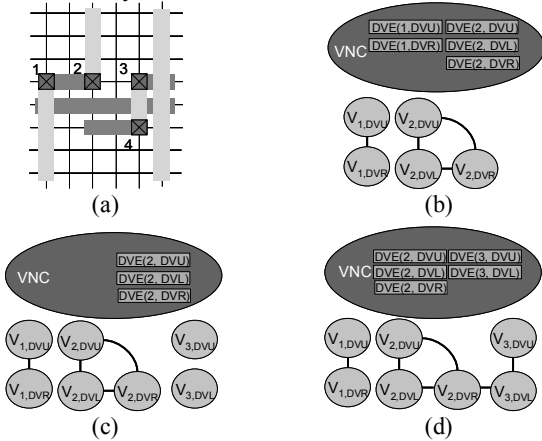 1 2 3
4
(a)
DVE(1,DVU) DVE(2, DVU)
VNC DVE(1,DVR) DVE(2, DVL)
DVE(2, DVR)
V1,DVU V2,DVU
V1,DVR V2,DVL V2,DVR
(b)
VNC DVE(2, DVU)
DVE(2, DVL)
DVE(2, DVR)
V1,DVU V2,DVU V3,DVU
V1,DVR V2,DVL V2,DVR V3,DVL
(c)
DVE(2, DVU) DVE(3, DVU)
VNC DVE(2, DVL) DVE(3, DVL)
DVE(2, DVR)
V1,DVU V2,DVU V3,DVU
V1,DVR V2,DVL V2,DVR V3,DVL
(d)